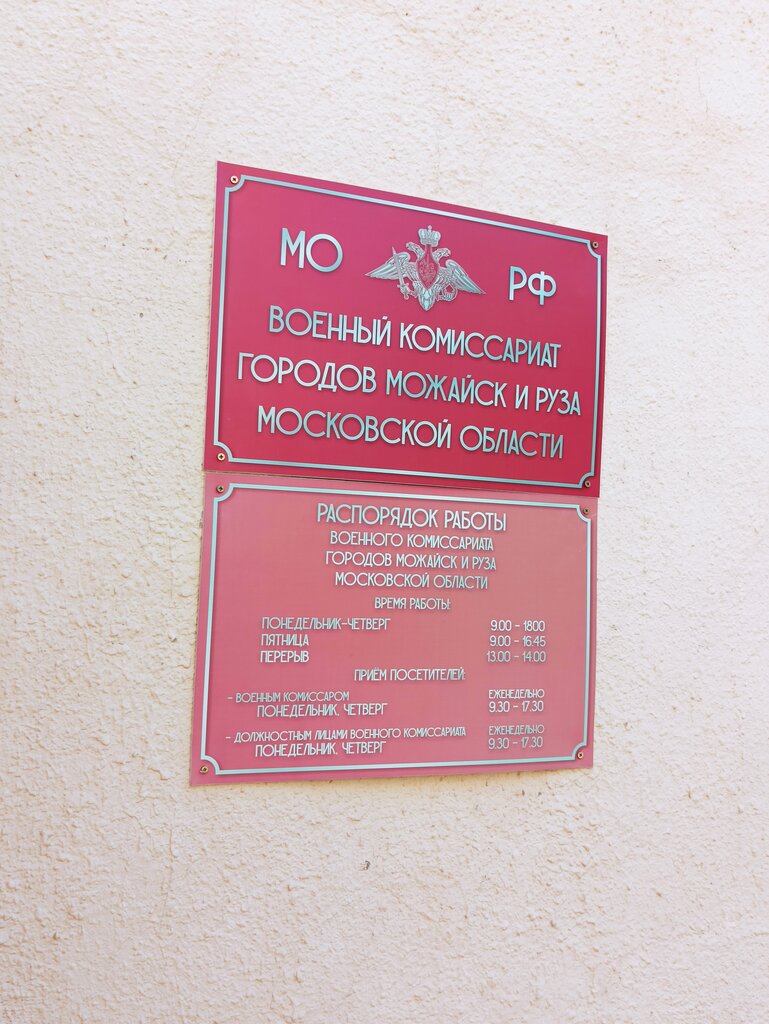 МО РФ
ВОЕННЫЙ КОМИССАРИАТ
ГОРОДОВ МОЖАЙСК И РУЗА
МОСКОВСКОЙ ОБЛАСТИ
РАСПОРЯДОК РАБОТЫ
ВОЕННОГО КОМИССАРИАТА
ГОРОДОВ МОЖАЙСК И РУЗА
МОСКОВСКОЙ ОБЛАСТИ
ВРЕМЯ РАБОТЫ:
ПОНЕДЕЛЬНИК-ЧЕТВЕРГ 9.00 - 18.00
ПЯТНИЦА 9.00 - 16.45
ПЕРЕРЫВ 13.00 - 14.00
ПРИЁМ ПОСЕТИТЕЛЕЙ:
- ВОЕННЫМ КОМИССАРОМ ЕЖЕНЕДЕЛЬНО
ПОНЕДЕЛЬНИК, ЧЕТВЕРГ 9.30 - 17.30
- ДОЛЖНОСТНЫМ ЛИЦАМИ ВОЕННОГО КОМИССАРИАТА ЕЖЕНЕДЕЛЬНО
ПОНЕДЕЛЬНИК, ЧЕТВЕРГ 9.30 - 17.30